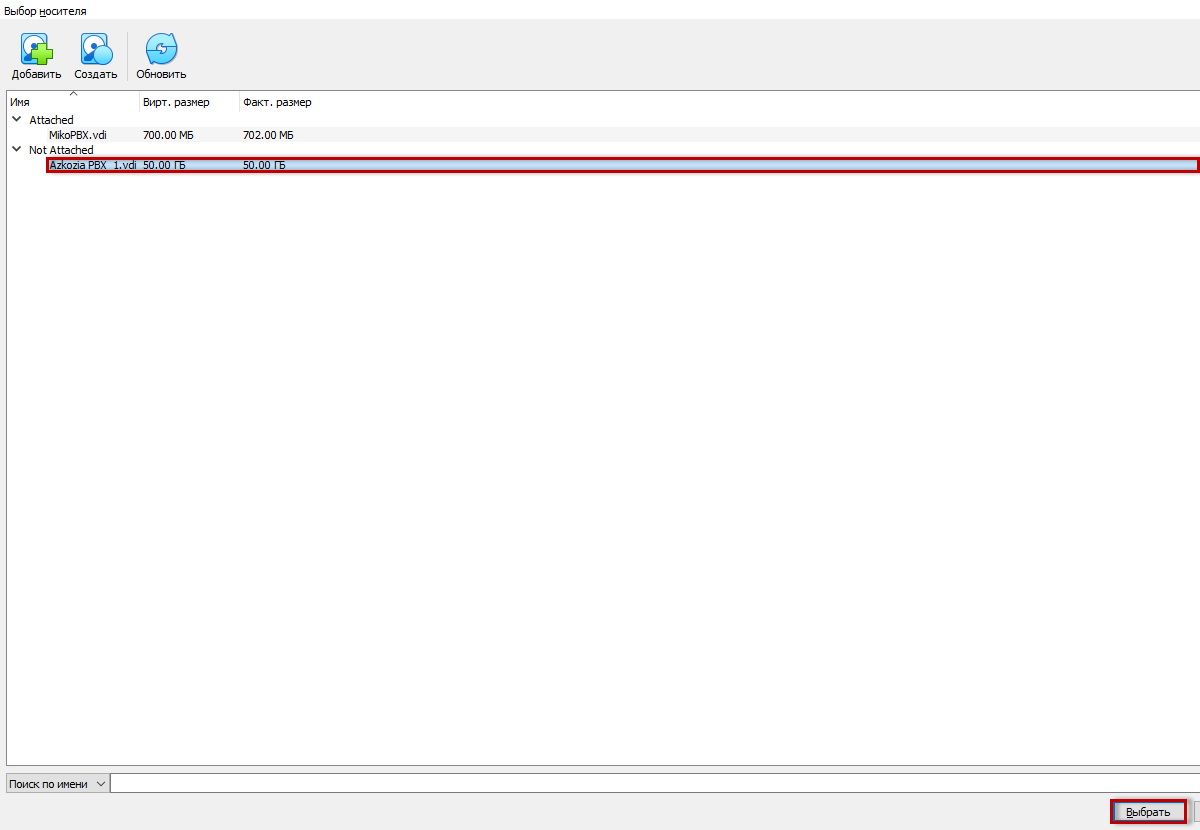 Выбор носителя
Добавить Создать Обновить
Имя Вирт. размер Факт. размер
Attached
MikoPBX.vdi 700.00 МБ 702.00 МБ
Not Attached
Azkozia PBX_1.vdi 50.00 ГБ 50.00 ГБ
Поиск по имени
Выбрать